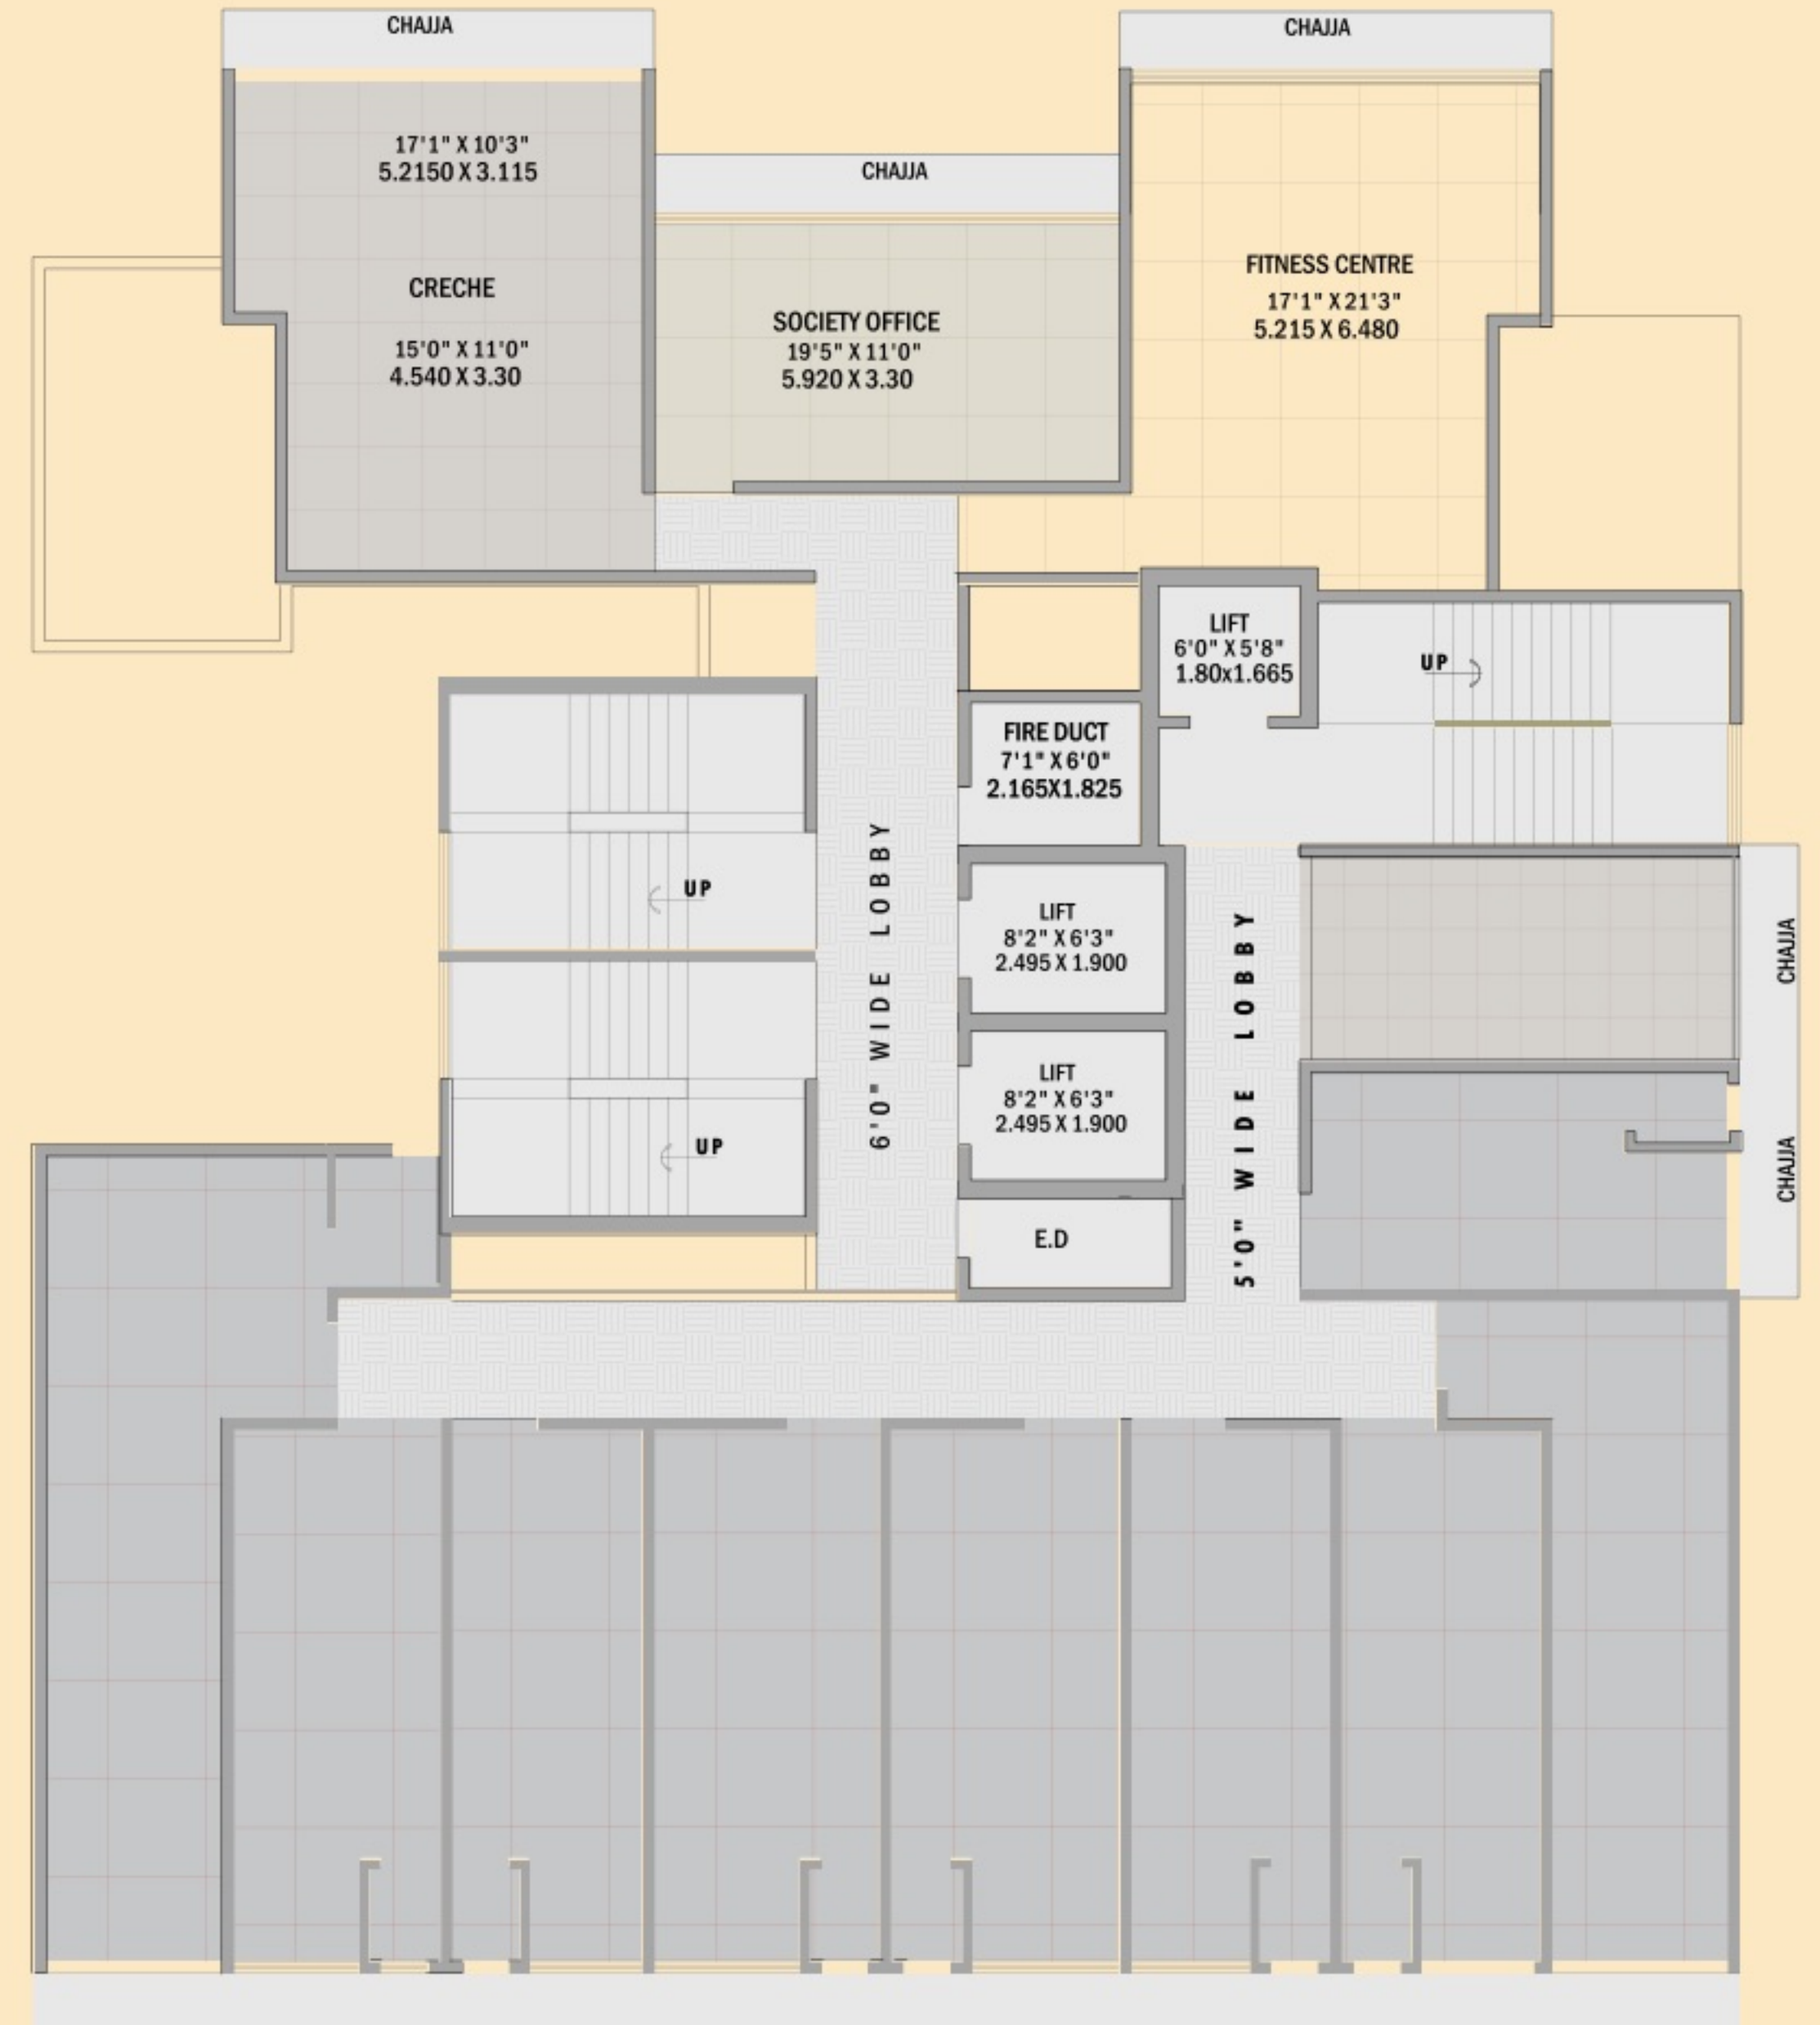 CHAJJA
CHAJJA
17'1" X 10'3"
5.2150 X 3.115
CHAJJA
CRECHE
15'0" X 11'0"
4.540 X 3.30
SOCIETY OFFICE
19'5" X 11'0"
5.920 X 3.30
FITNESS CENTRE
17'1" X 21'3"
5.215 X 6.480
LIFT
6'0" X 5'8"
1.80x1.665
UP
FIRE DUCT
7'1" X 6'0"
2.165X1.825
UP
6'0" WIDE LOBBY
LIFT
8'2" X 6'3"
2.495 X 1.900
5'0" WIDE LOBBY
CHAJJA
LIFT
8'2" X 6'3"
2.495 X 1.900
UP
CHAJJA
E.D